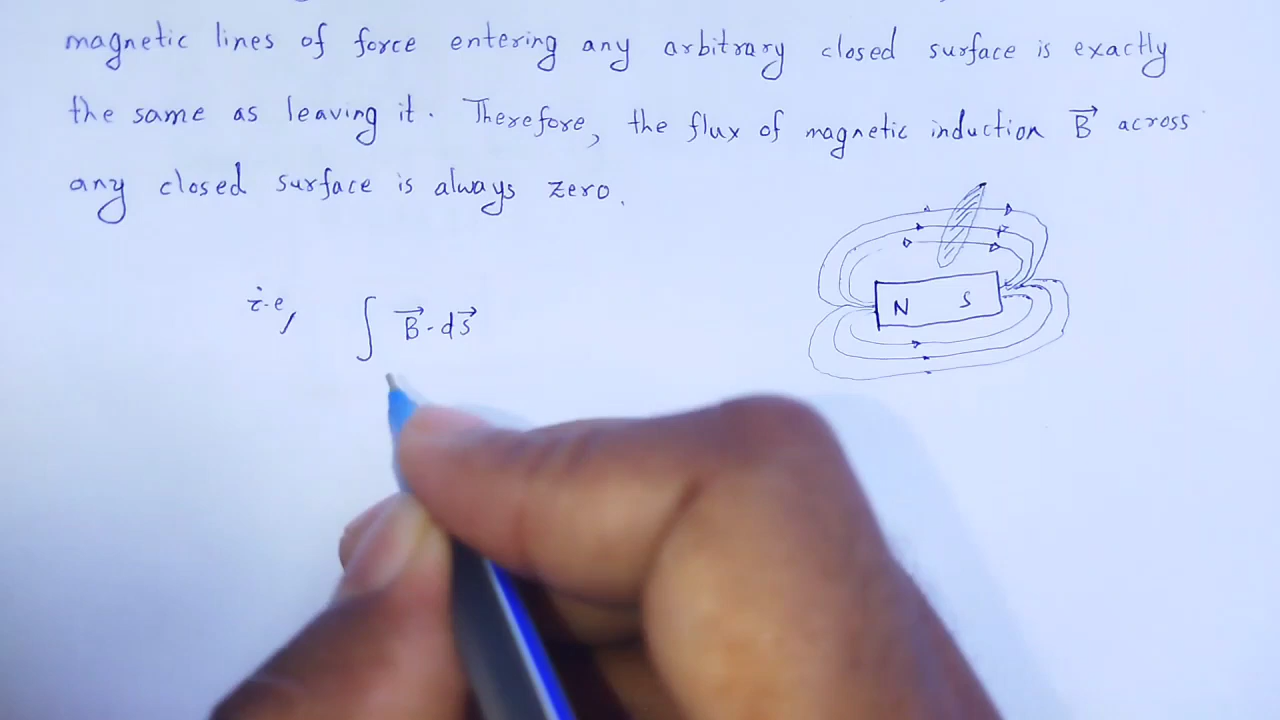 magnetic lines of force entering any arbitrary closed surface is exactly
the same as leaving it. Therefore, the flux of magnetic induction B⃗ across
any closed surface is always zero.
i.e, ∫ B⃗ · dS⃗
N S